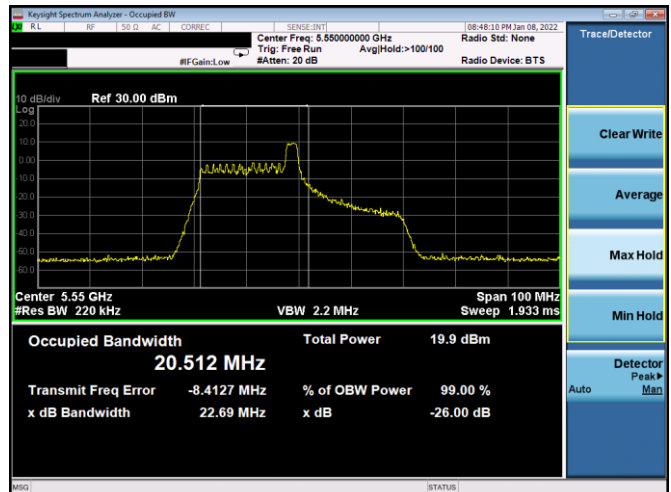 Keysight Spectrum Analyzer - Occupied BW
RL RF 50 Ω AC CORREC SENSE:INT 08:48:10 PM Jan 08, 2022
Center Freq: 5.550000000 GHz Radio Std: None
Trig: Free Run Avg|Hold:>100/100
#IFGain:Low #Atten: 20 dB Radio Device: BTS
Trace/Detector
10 dB/div Ref 30.00 dBm
Log
20.0
10.0
0.00
-10.0
-20.0
-30.0
-40.0
-50.0
-60.0
Center 5.55 GHz Span 100 MHz
#Res BW 220 kHz VBW 2.2 MHz Sweep 1.933 ms
Occupied Bandwidth Total Power 19.9 dBm
20.512 MHz
Transmit Freq Error -8.4127 MHz % of OBW Power 99.00 %
x dB Bandwidth 22.69 MHz x dB -26.00 dB
Clear Write
Average
Max Hold
Min Hold
Detector
Peak▶
Auto Man
MSG STATUS